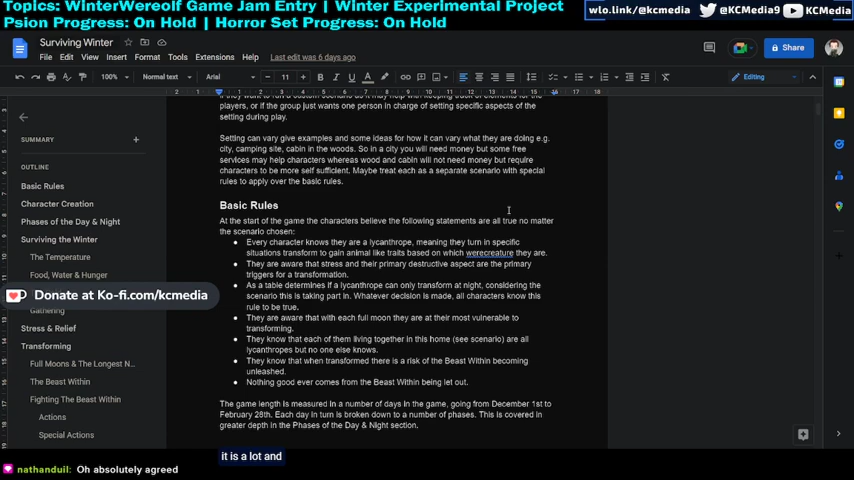 Topics: WinterWereolf Game Jam Entry | Winter Experimental Project
Psion Progress: On Hold | Horror Set Progress: On Hold
wlo.link/@kcmedia
KCMedia9
KCMedia
Surviving Winter
File Edit View Insert Format Tools Extensions Help Last edit was 6 days ago
Share
100% Normal text Arial 11 Editing
SUMMARY
OUTLINE
Basic Rules
Character Creation
Phases of the Day & Night
Surviving the Winter
The Temperature
Food, Water & Hunger
Gathering
Stress & Relief
Transforming
Full Moons & The Longest N...
The Beast Within
Fighting The Beast Within
Actions
Special Actions
Donate at Ko-fi.com/kcmedia
players, or if the group just wants one person in charge of setting specific aspects of the
setting during play.
Setting can vary give examples and some ideas for how it can vary what they are doing e.g.
city, camping site, cabin in the woods. So in a city you will need money but some free
services may help characters whereas wood and cabin will not need money but require
characters to be more self sufficient. Maybe treat each as a separate scenario with special
rules to apply over the basic rules.
Basic Rules
At the start of the game the characters believe the following statements are all true no matter
the scenario chosen:
● Every character knows they are a lycanthrope, meaning they turn in specific
situations transform to gain animal like traits based on which werecreature they are.
● They are aware that stress and their primary destructive aspect are the primary
triggers for a transformation.
● As a table determines if a lycanthrope can only transform at night, considering the
scenario this is taking part in. Whatever decision is made, all characters know this
rule to be true.
● They are aware that with each full moon they are at their most vulnerable to
transforming.
● They know that each of them living together in this home (see scenario) are all
lycanthropes but no one else knows.
● They know that when transformed there is a risk of the Beast Within becoming
unleashed.
● Nothing good ever comes from the Beast Within being let out.
The game length is measured in a number of days in the game, going from December 1st to
February 28th. Each day in turn is broken down to a number of phases. This is covered in
greater depth in the Phases of the Day & Night section.
it is a lot and
nathanduil: Oh absolutely agreed